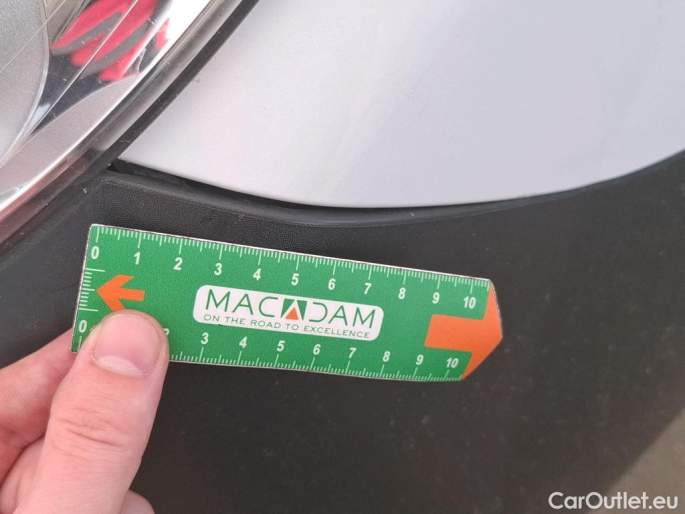 0 1 2 3 4 5 6 7 8 9 10
MACADAM
ON THE ROAD TO EXCELLENCE
0 2 3 4 5 6 7 8 9 10
CarOutlet.eu